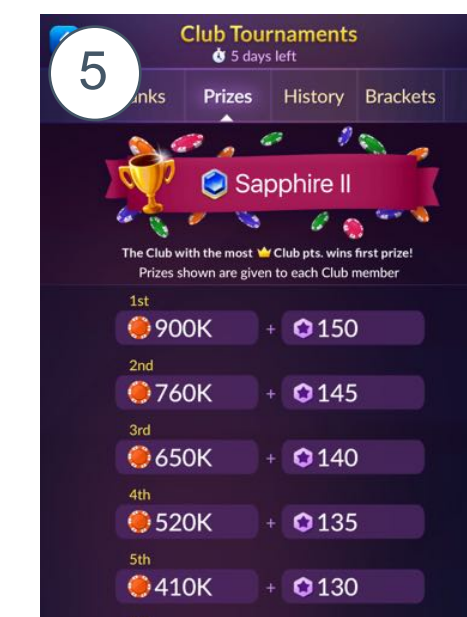 5
Club Tournaments
5 days left
Prizes History Brackets
Sapphire II
The Club with the most Club pts. wins first prize!
Prizes shown are given to each Club member
1st
900K + 150
2nd
760K + 145
3rd
650K + 140
4th
520K + 135
5th
410K + 130